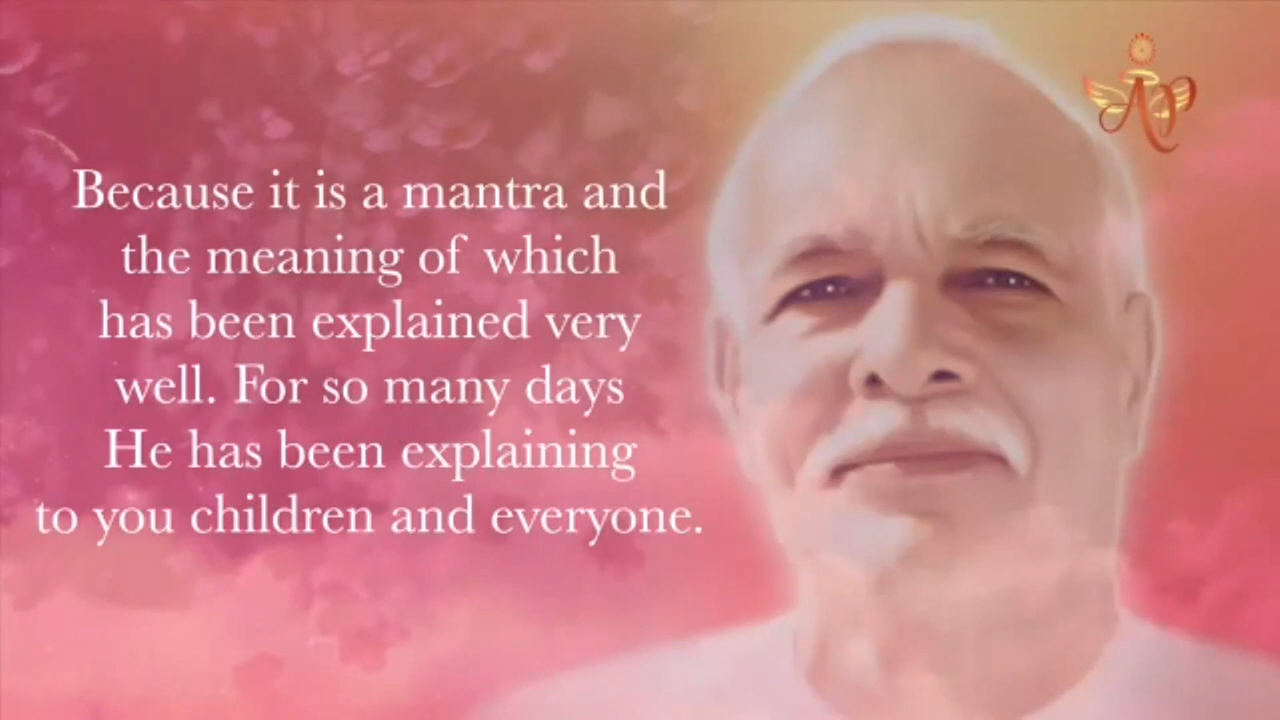 Because it is a mantra and
the meaning of which
has been explained very
well. For so many days
He has been explaining
to you children and everyone.
AP